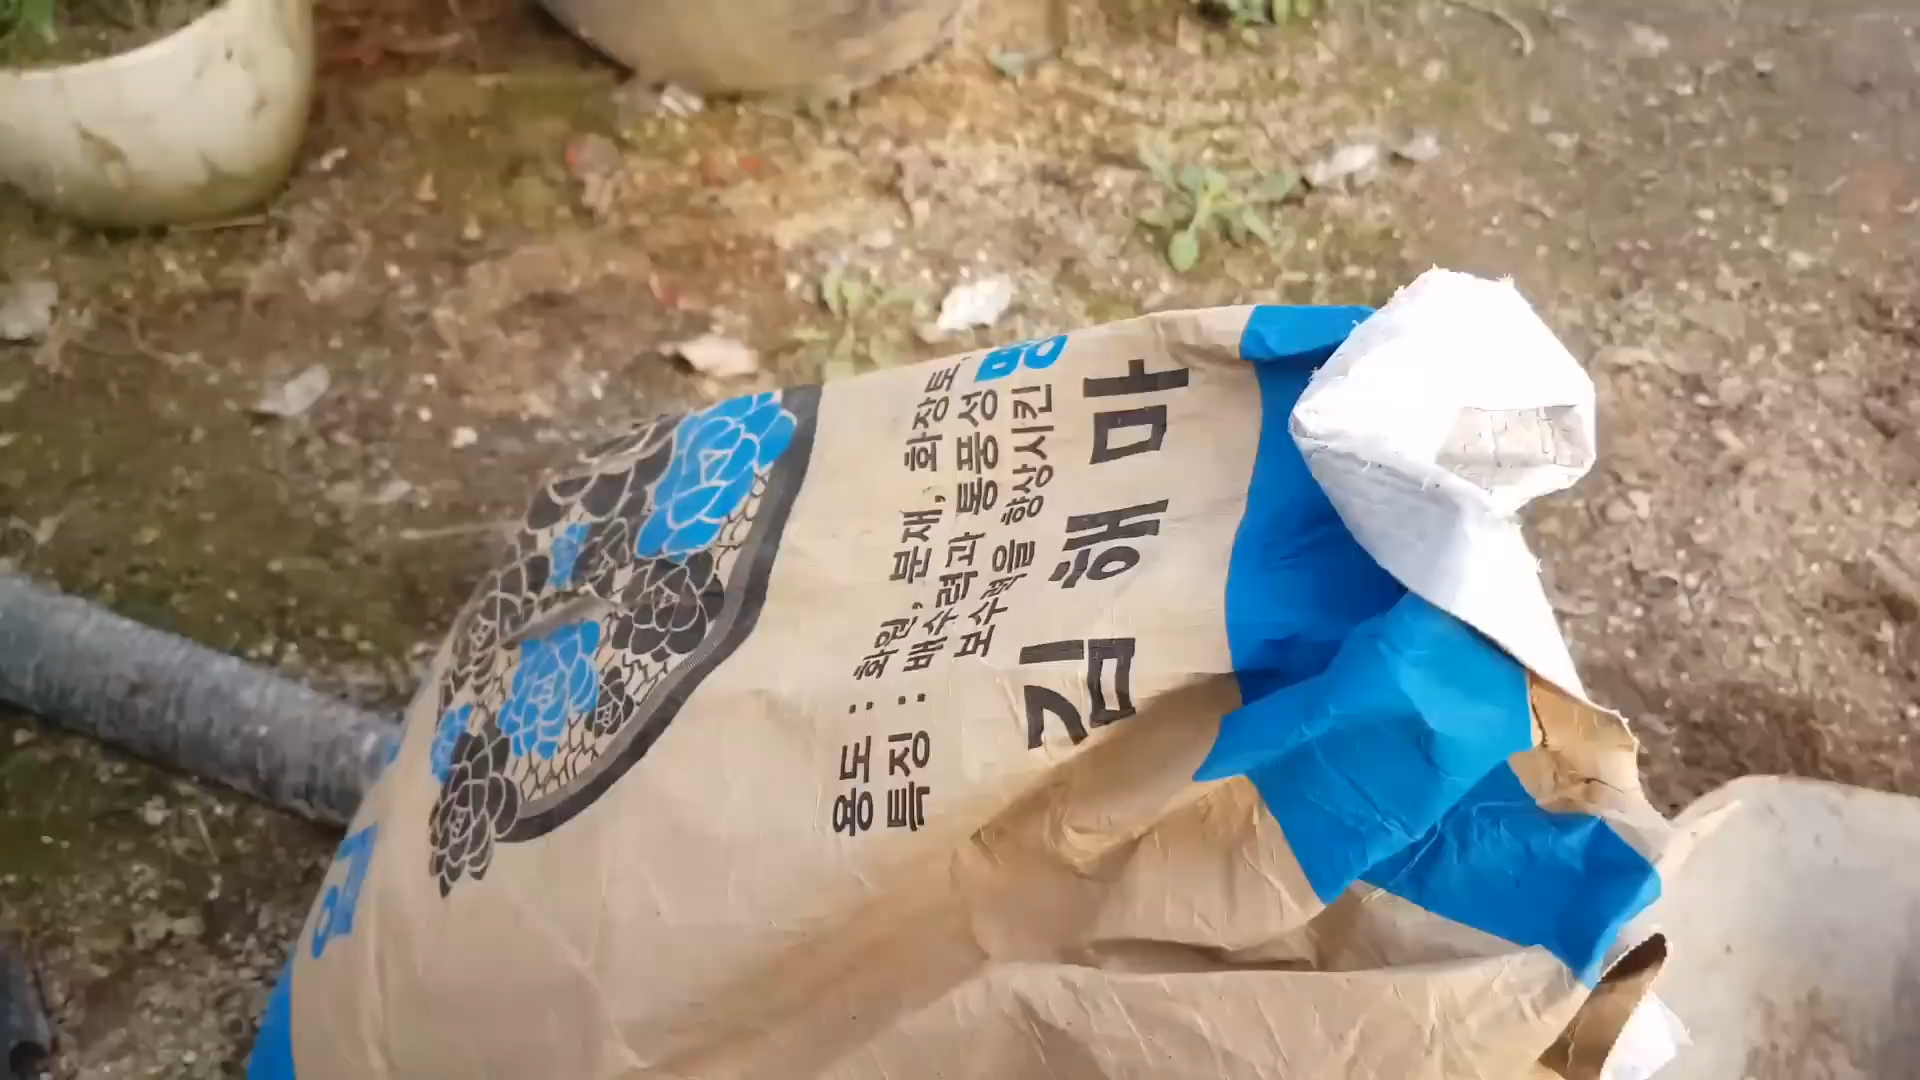 용도 : 화원, 분재, 화장토
특징 : 배수력과 통풍성
보수력을 향상시킨
김 해 마